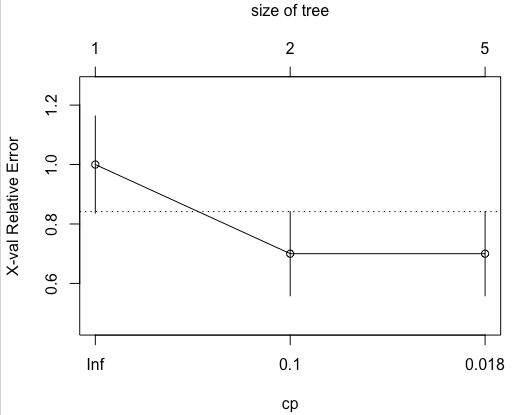 size of tree
1 2 5
1.2
1.0
0.8
0.6
X-val Relative Error
Inf 0.1 0.018
cp